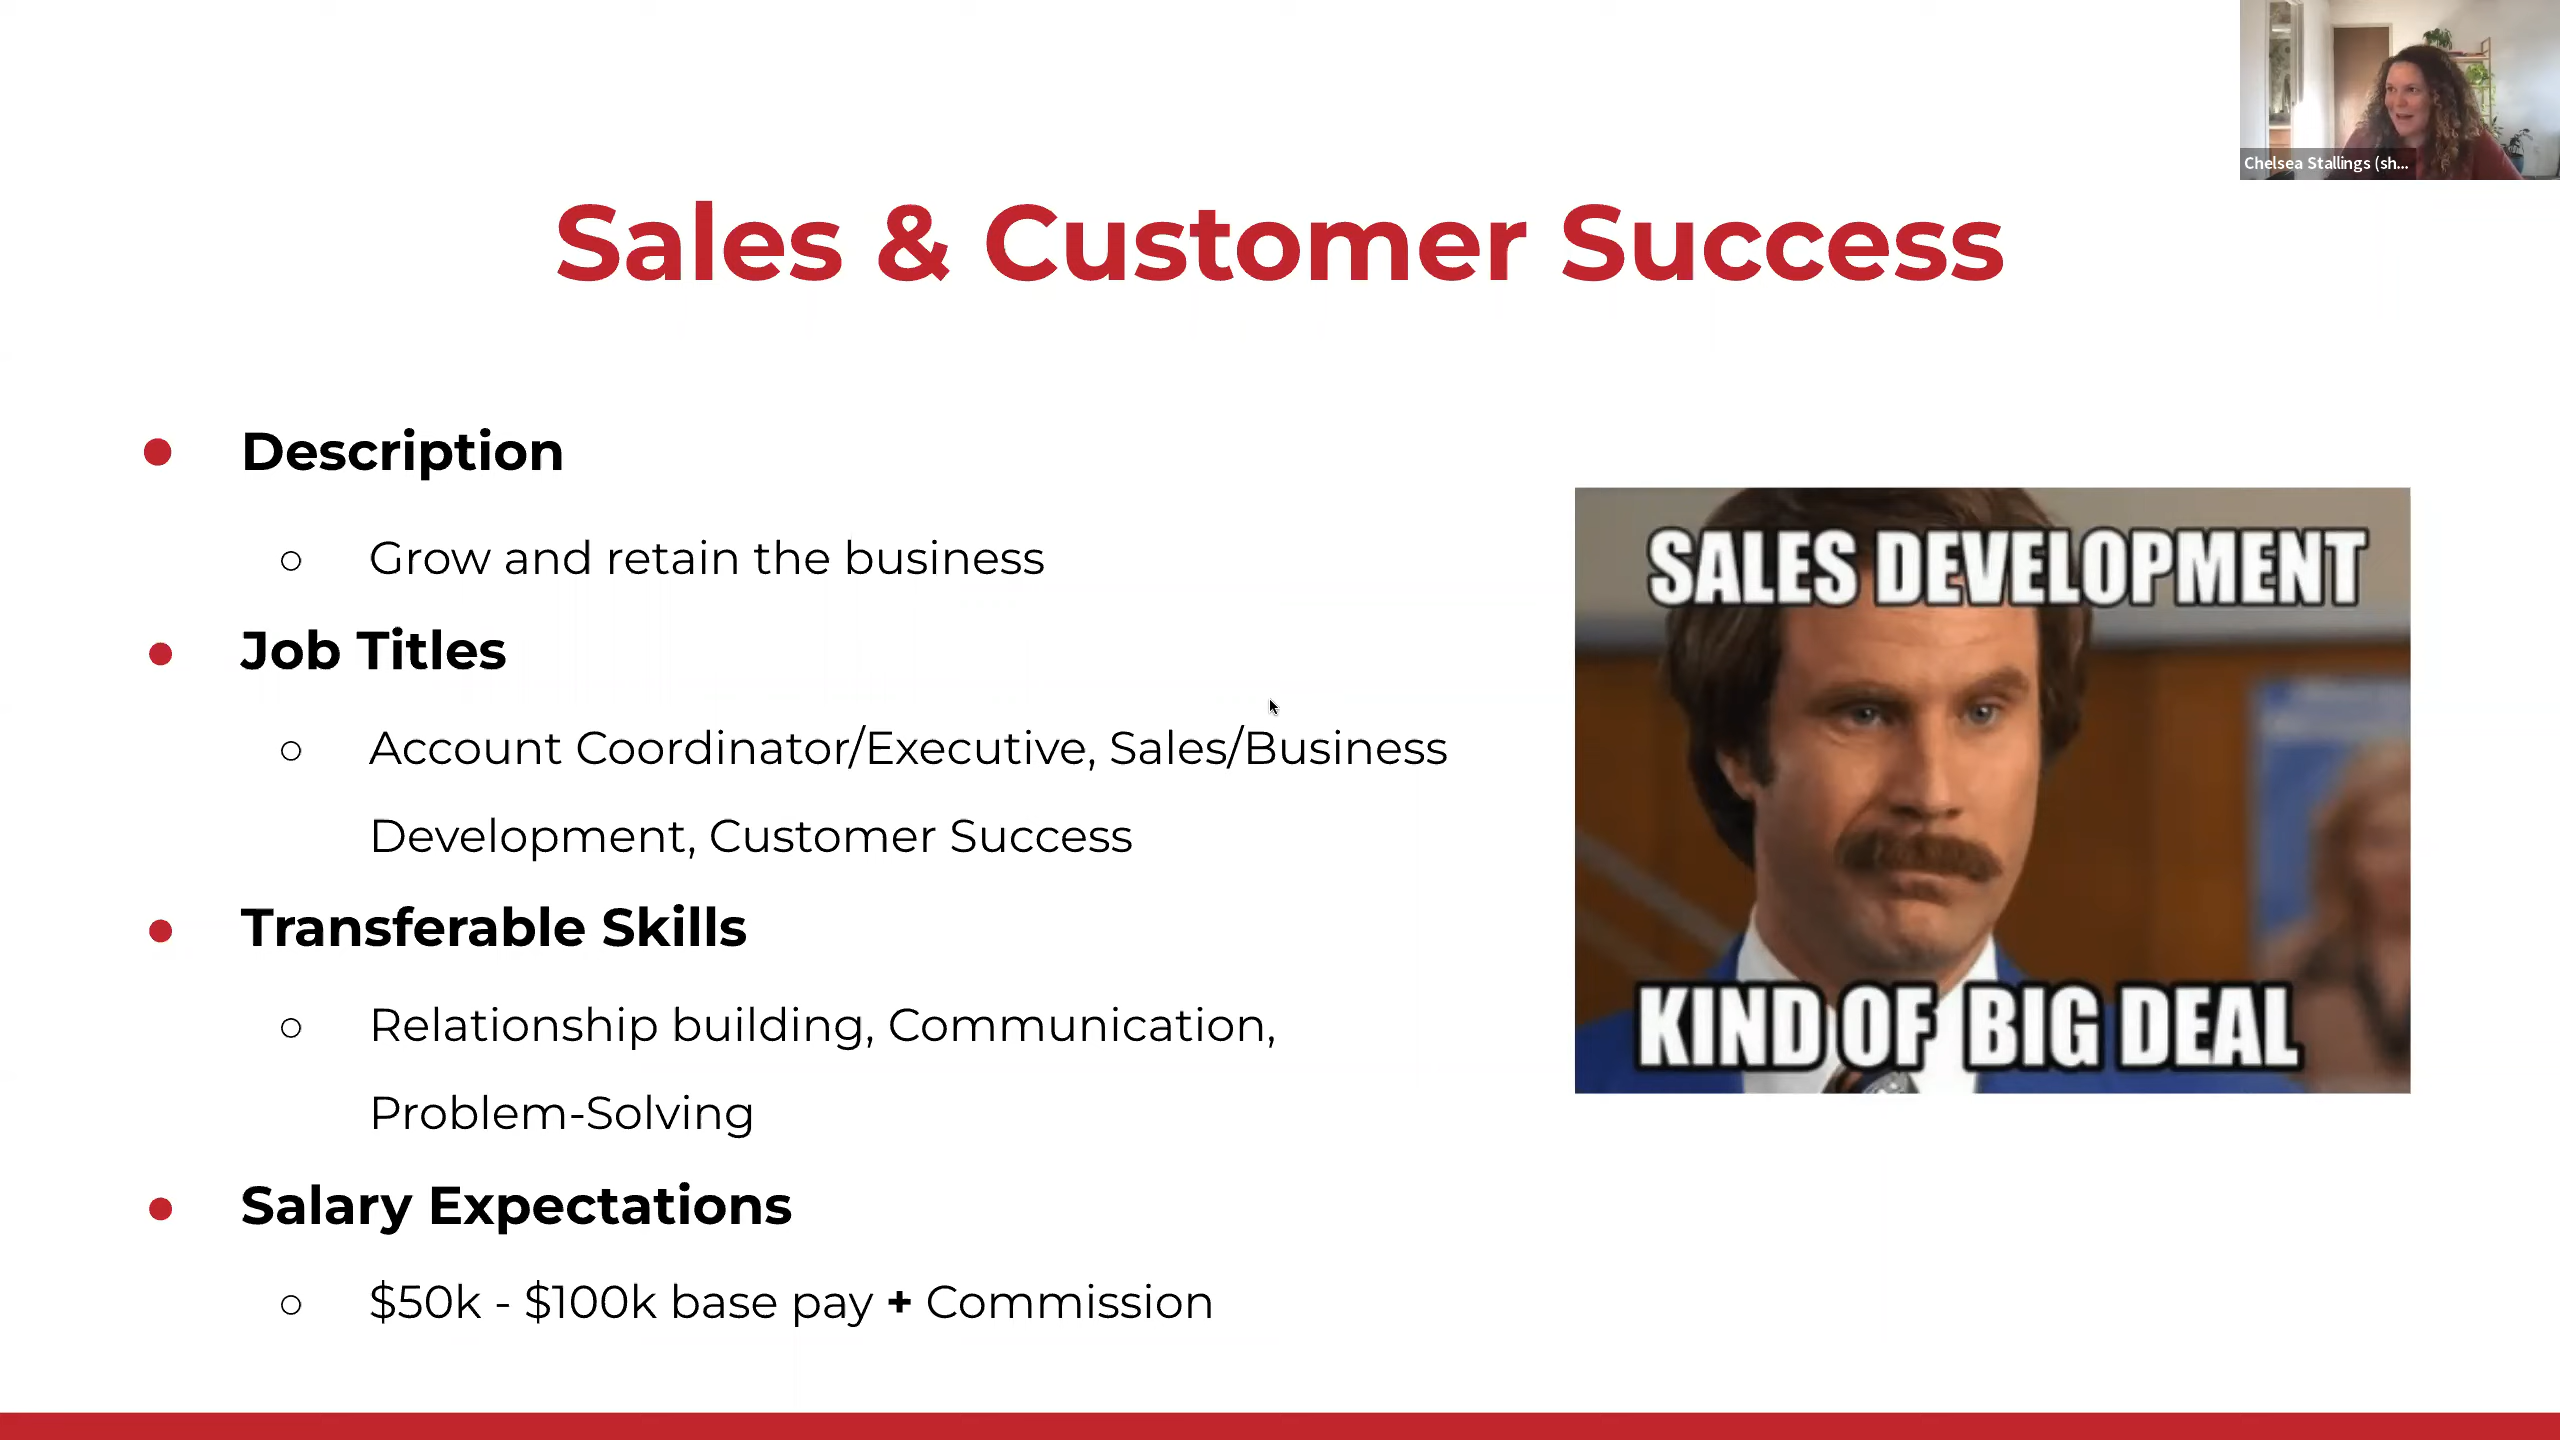 Chelsea Stallings (sh...
Sales & Customer Success
● Description
○ Grow and retain the business
● Job Titles
○ Account Coordinator/Executive, Sales/Business
Development, Customer Success
● Transferable Skills
○ Relationship building, Communication,
Problem-Solving
● Salary Expectations
○ $50k - $100k base pay + Commission
SALES DEVELOPMENT
KIND OF BIG DEAL